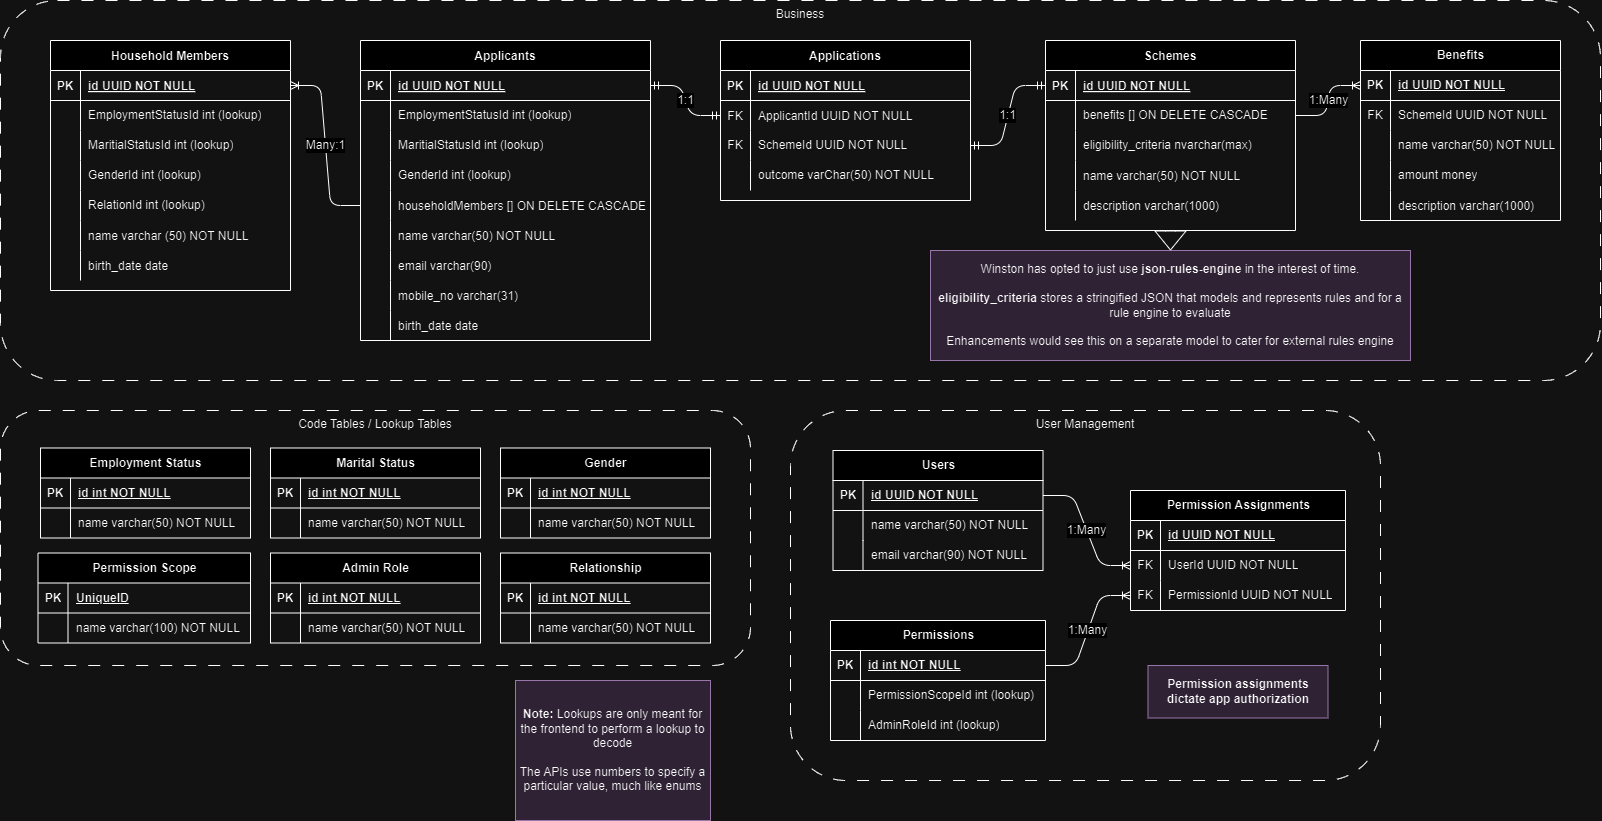 Business
Household Members
PK id UUID NOT NULL
EmploymentStatusId int (lookup)
MaritialStatusId int (lookup)
GenderId int (lookup)
RelationId int (lookup)
name varchar (50) NOT NULL
birth_date date
Many:1
Applicants
PK id UUID NOT NULL
EmploymentStatusId int (lookup)
MaritialStatusId int (lookup)
GenderId int (lookup)
householdMembers [] ON DELETE CASCADE
name varchar(50) NOT NULL
email varchar(90)
mobile_no varchar(31)
birth_date date
1:1
Applications
PK id UUID NOT NULL
FK ApplicantId UUID NOT NULL
FK SchemeId UUID NOT NULL
outcome varChar(50) NOT NULL
1:1
Schemes
PK id UUID NOT NULL
benefits [] ON DELETE CASCADE
eligibility_criteria nvarchar(max)
name varchar(50) NOT NULL
description varchar(1000)
1:Many
Benefits
PK id UUID NOT NULL
FK SchemeId UUID NOT NULL
name varchar(50) NOT NULL
amount money
description varchar(1000)
Winston has opted to just use json-rules-engine in the interest of time.
eligibility_criteria stores a stringified JSON that models and represents rules and for a
rule engine to evaluate
Enhancements would see this on a separate model to cater for external rules engine
Code Tables / Lookup Tables
Employment Status
PK id int NOT NULL
name varchar(50) NOT NULL
Marital Status
PK id int NOT NULL
name varchar(50) NOT NULL
Gender
PK id int NOT NULL
name varchar(50) NOT NULL
Permission Scope
PK UniqueID
name varchar(100) NOT NULL
Admin Role
PK id int NOT NULL
name varchar(50) NOT NULL
Relationship
PK id int NOT NULL
name varchar(50) NOT NULL
Note: Lookups are only meant for
the frontend to perform a lookup to
decode
The APIs use numbers to specify a
particular value, much like enums
User Management
Users
PK id UUID NOT NULL
name varchar(50) NOT NULL
email varchar(90) NOT NULL
1:Many
Permission Assignments
PK id UUID NOT NULL
FK UserId UUID NOT NULL
FK PermissionId UUID NOT NULL
1:Many
Permissions
PK id int NOT NULL
PermissionScopeId int (lookup)
AdminRoleId int (lookup)
Permission assignments
dictate app authorization